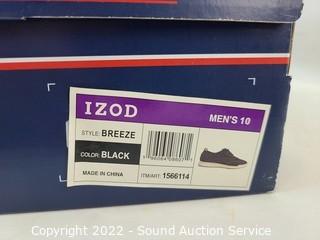 IZOD
MEN'S 10
STYLE: BREEZE
COLOR: BLACK
MADE IN CHINA
ITM/ART: 1566114
Copyright 2022 - Sound Auction Service